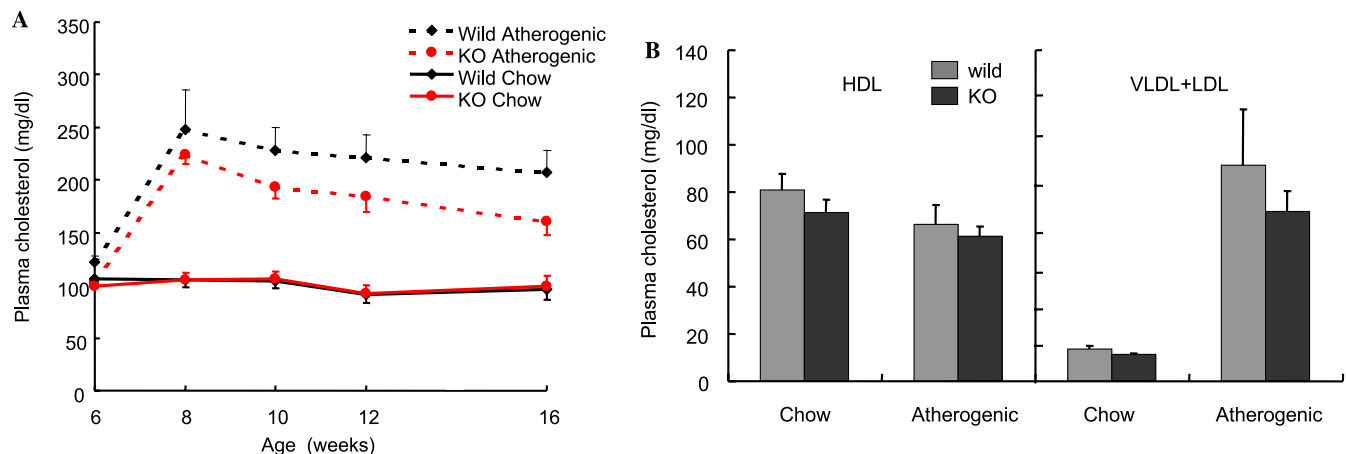 A
350
300
250
200
150
100
50
0
Plasma cholesterol (mg/dl)
Wild Atherogenic
KO Atherogenic
Wild Chow
KO Chow
6
8
10
12
16
Age (weeks)
B
140
120
100
80
60
40
20
0
Plasma cholesterol (mg/dl)
HDL
wild
KO
VLDL+LDL
Chow
Atherogenic
Chow
Atherogenic